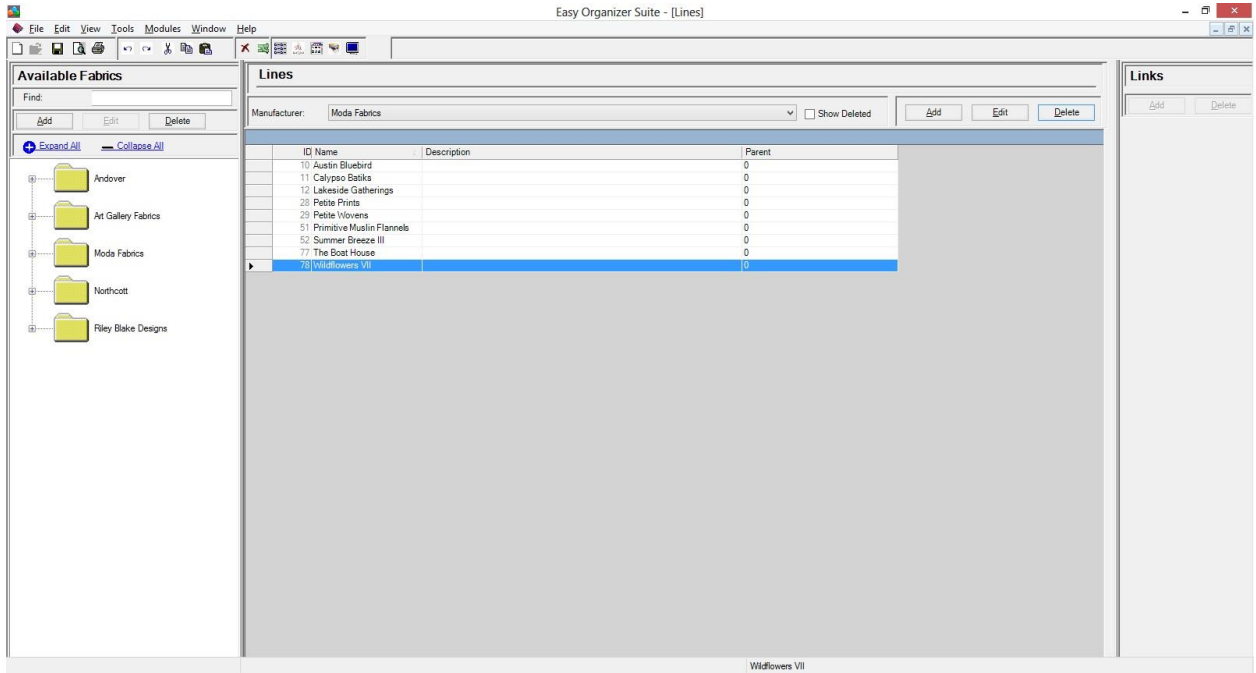 Easy Organizer Suite - [Lines]
File Edit View Tools Modules Window Help
Available Fabrics
Find:
Add Edit Delete
Expand All Collapse All
Andover
Art Gallery Fabrics
Moda Fabrics
Northcott
Riley Blake Designs
Lines
Manufacturer: Moda Fabrics Show Deleted Add Edit Delete
ID Name Description Parent
10 Austin Bluebird 0
11 Calypso Batiks 0
12 Lakeside Gatherings 0
28 Petite Prints 0
29 Petite Wovens 0
51 Primitive Muslin Flannels 0
52 Summer Breeze III 0
77 The Boat House 0
78 Wildflowers VII 0
Links
Add Delete
Wildflowers VII